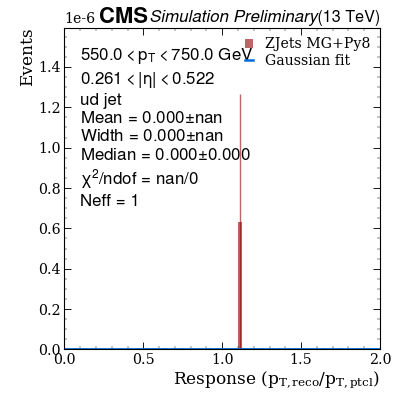 1e-6 CMS Simulation Preliminary (13 TeV)
550.0 < p_T < 750.0 GeV
ZJets MG+Py8
Gaussian fit
0.261 < |η| < 0.522
ud jet
Mean = 0.000±nan
Width = 0.000±nan
Median = 0.000±0.000
χ²/ndof = nan/0
Neff = 1
Events
1.4
1.2
1.0
0.8
0.6
0.4
0.2
0.0
0.0 0.5 1.0 1.5 2.0
Response (p_T,reco/p_T,ptcl)